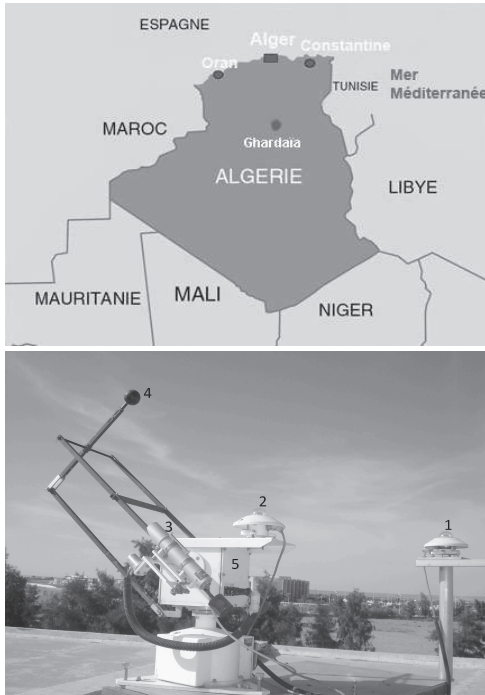 ESPAGNE
Alger
Constantine
Oran
TUNISIE
Mer
Méditerranée
MAROC
Ghardaïa
ALGERIE
LIBYE
MAURITANIE
MALI
NIGER
4
2
1
3
5